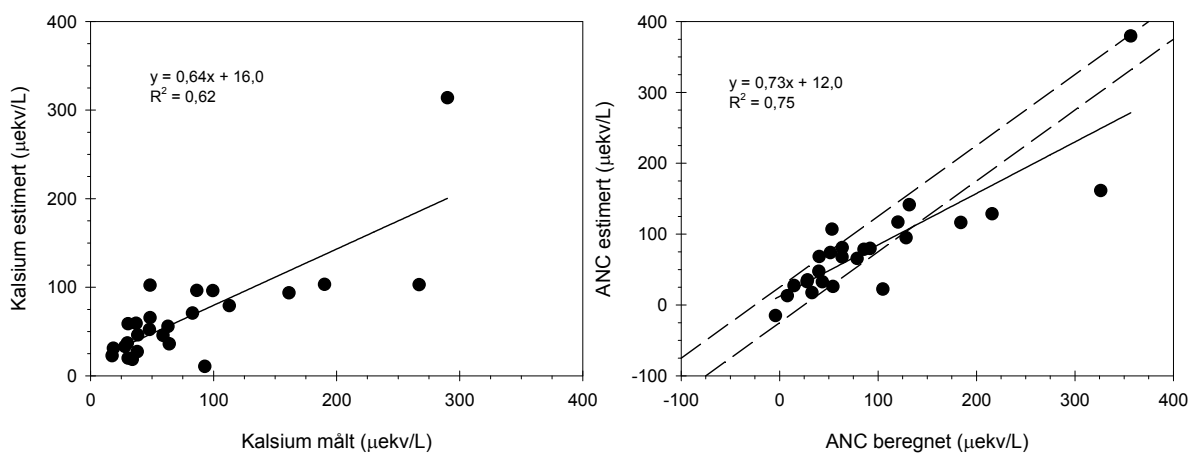 400
300
200
100
0
Kalsium estimert (µekv/L)
y = 0,64x + 16,0
R² = 0,62
0 100 200 300 400
Kalsium målt (µekv/L)
400
300
200
100
0
-100
ANC estimert (µekv/L)
y = 0,73x + 12,0
R² = 0,75
-100 0 100 200 300 400
ANC beregnet (µekv/L)